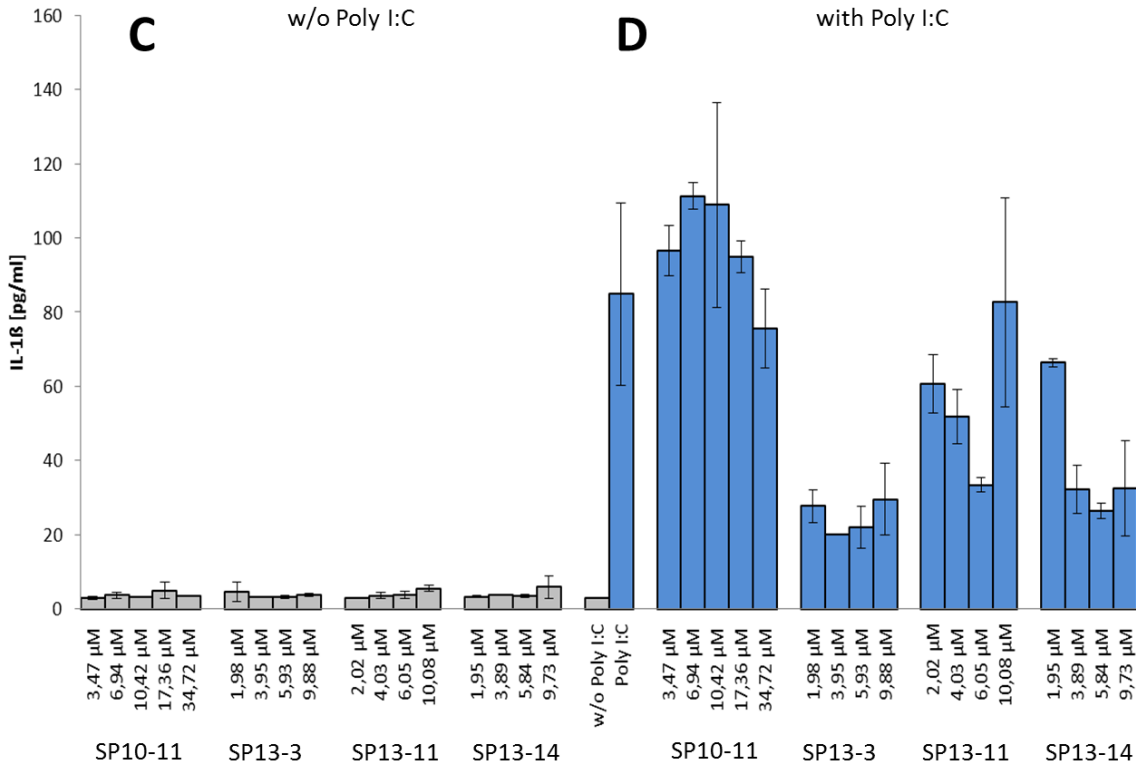 C
w/o Poly I:C
D
with Poly I:C
IL-1ß [pg/ml]
160
140
120
100
80
60
40
20
0
3,47 µM
6,94 µM
10,42 µM
17,36 µM
34,72 µM
1,98 µM
3,95 µM
5,93 µM
9,88 µM
2,02 µM
4,03 µM
6,05 µM
10,08 µM
1,95 µM
3,89 µM
5,84 µM
9,73 µM
w/o Poly I:C
Poly I:C
3,47 µM
6,94 µM
10,42 µM
17,36 µM
34,72 µM
1,98 µM
3,95 µM
5,93 µM
9,88 µM
2,02 µM
4,03 µM
6,05 µM
10,08 µM
1,95 µM
3,89 µM
5,84 µM
9,73 µM
SP10-11
SP13-3
SP13-11
SP13-14
SP10-11
SP13-3
SP13-11
SP13-14